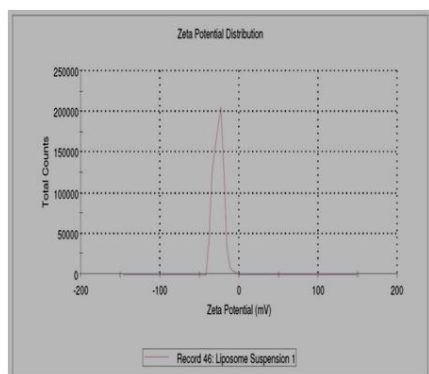 Zeta Potential Distribution
Total Counts
250000
200000
150000
100000
50000
0
-200 -100 0 100 200
Zeta Potential (mV)
Record 46: Liposome Suspension 1